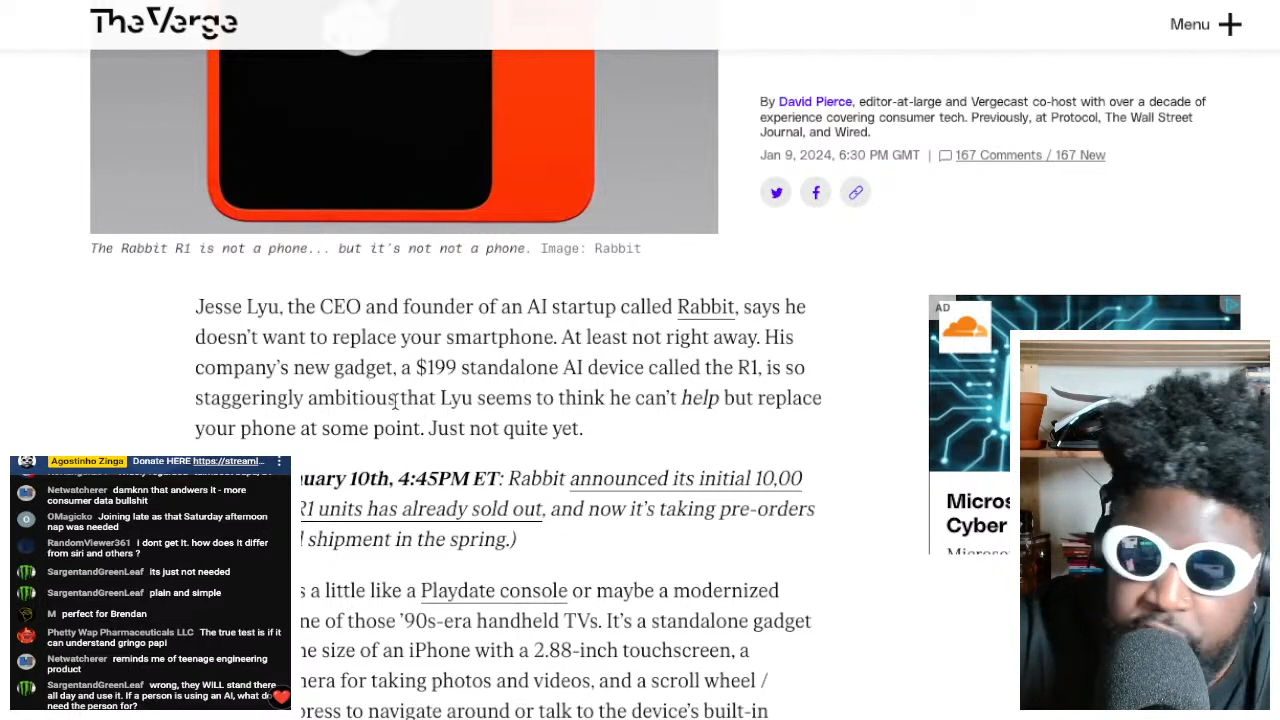 The Verge
Menu
By David Pierce, editor-at-large and Vergecast co-host with over a decade of
experience covering consumer tech. Previously, at Protocol, The Wall Street
Journal, and Wired.
Jan 9, 2024, 6:30 PM GMT | 167 Comments / 167 New
The Rabbit R1 is not a phone... but it's not not a phone. Image: Rabbit
Jesse Lyu, the CEO and founder of an AI startup called Rabbit, says he
doesn't want to replace your smartphone. At least not right away. His
company's new gadget, a $199 standalone AI device called the R1, is so
staggeringly ambitious that Lyu seems to think he can't help but replace
your phone at some point. Just not quite yet.
uary 10th, 4:45PM ET: Rabbit announced its initial 10,00
R1 units has already sold out, and now it's taking pre-orders
shipment in the spring.)
s a little like a Playdate console or maybe a modernized
ne of those '90s-era handheld TVs. It's a standalone gadget
he size of an iPhone with a 2.88-inch touchscreen, a
nera for taking photos and videos, and a scroll wheel /
press to navigate around or talk to the device's built-in
AD
Micros
Cyber
Agostinho Zinga Donate HERE https://streaml...
Netwatcherer damknn that andwers it - more
consumer data bullshit
OMagicko Joining late as that Saturday afternoon
nap was needed
RandomViewer361 i dont get it. how does it differ
from siri and others ?
SargentandGreenLeaf its just not needed
SargentandGreenLeaf plain and simple
M perfect for Brendan
Phetty Wap Pharmaceuticals LLC The true test is if it
can understand gringo papi
Netwatcherer reminds me of teenage engineering
product
SargentandGreenLeaf wrong, they WILL stand there
all day and use it. If a person is using an AI, what do
need the person for?